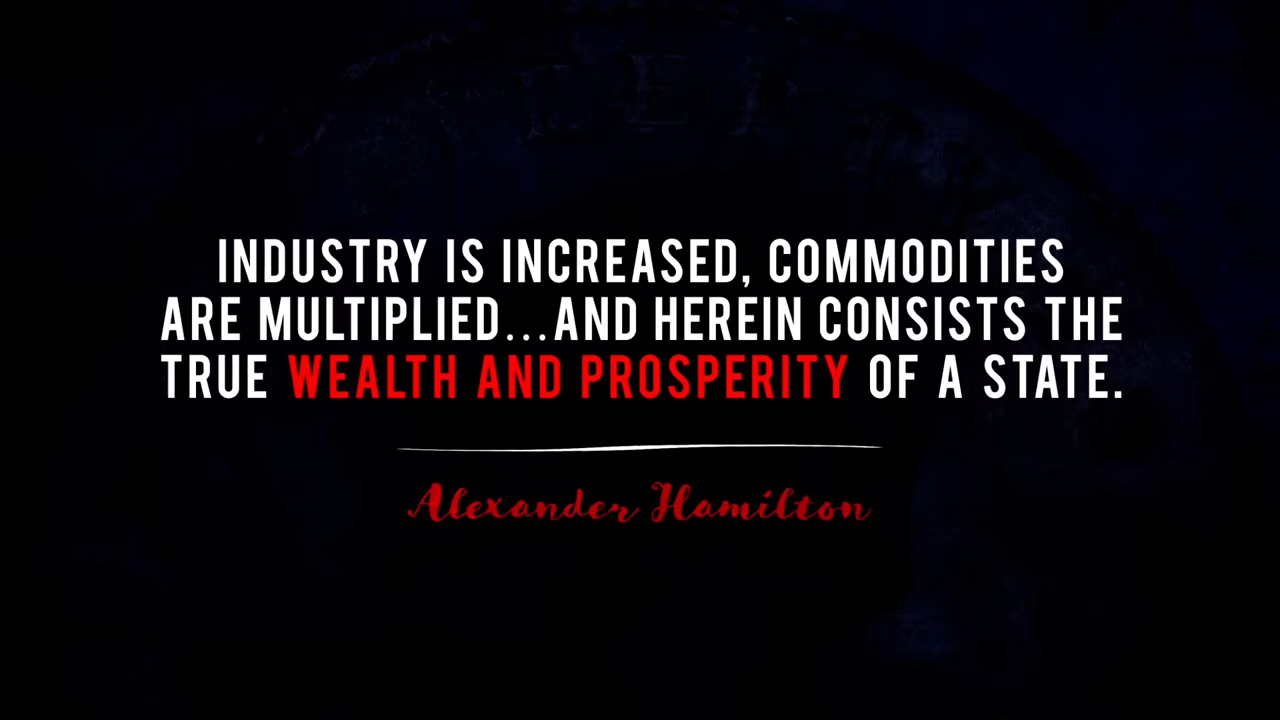 INDUSTRY IS INCREASED, COMMODITIES
ARE MULTIPLIED...AND HEREIN CONSISTS THE
TRUE WEALTH AND PROSPERITY OF A STATE.
Alexander Hamilton